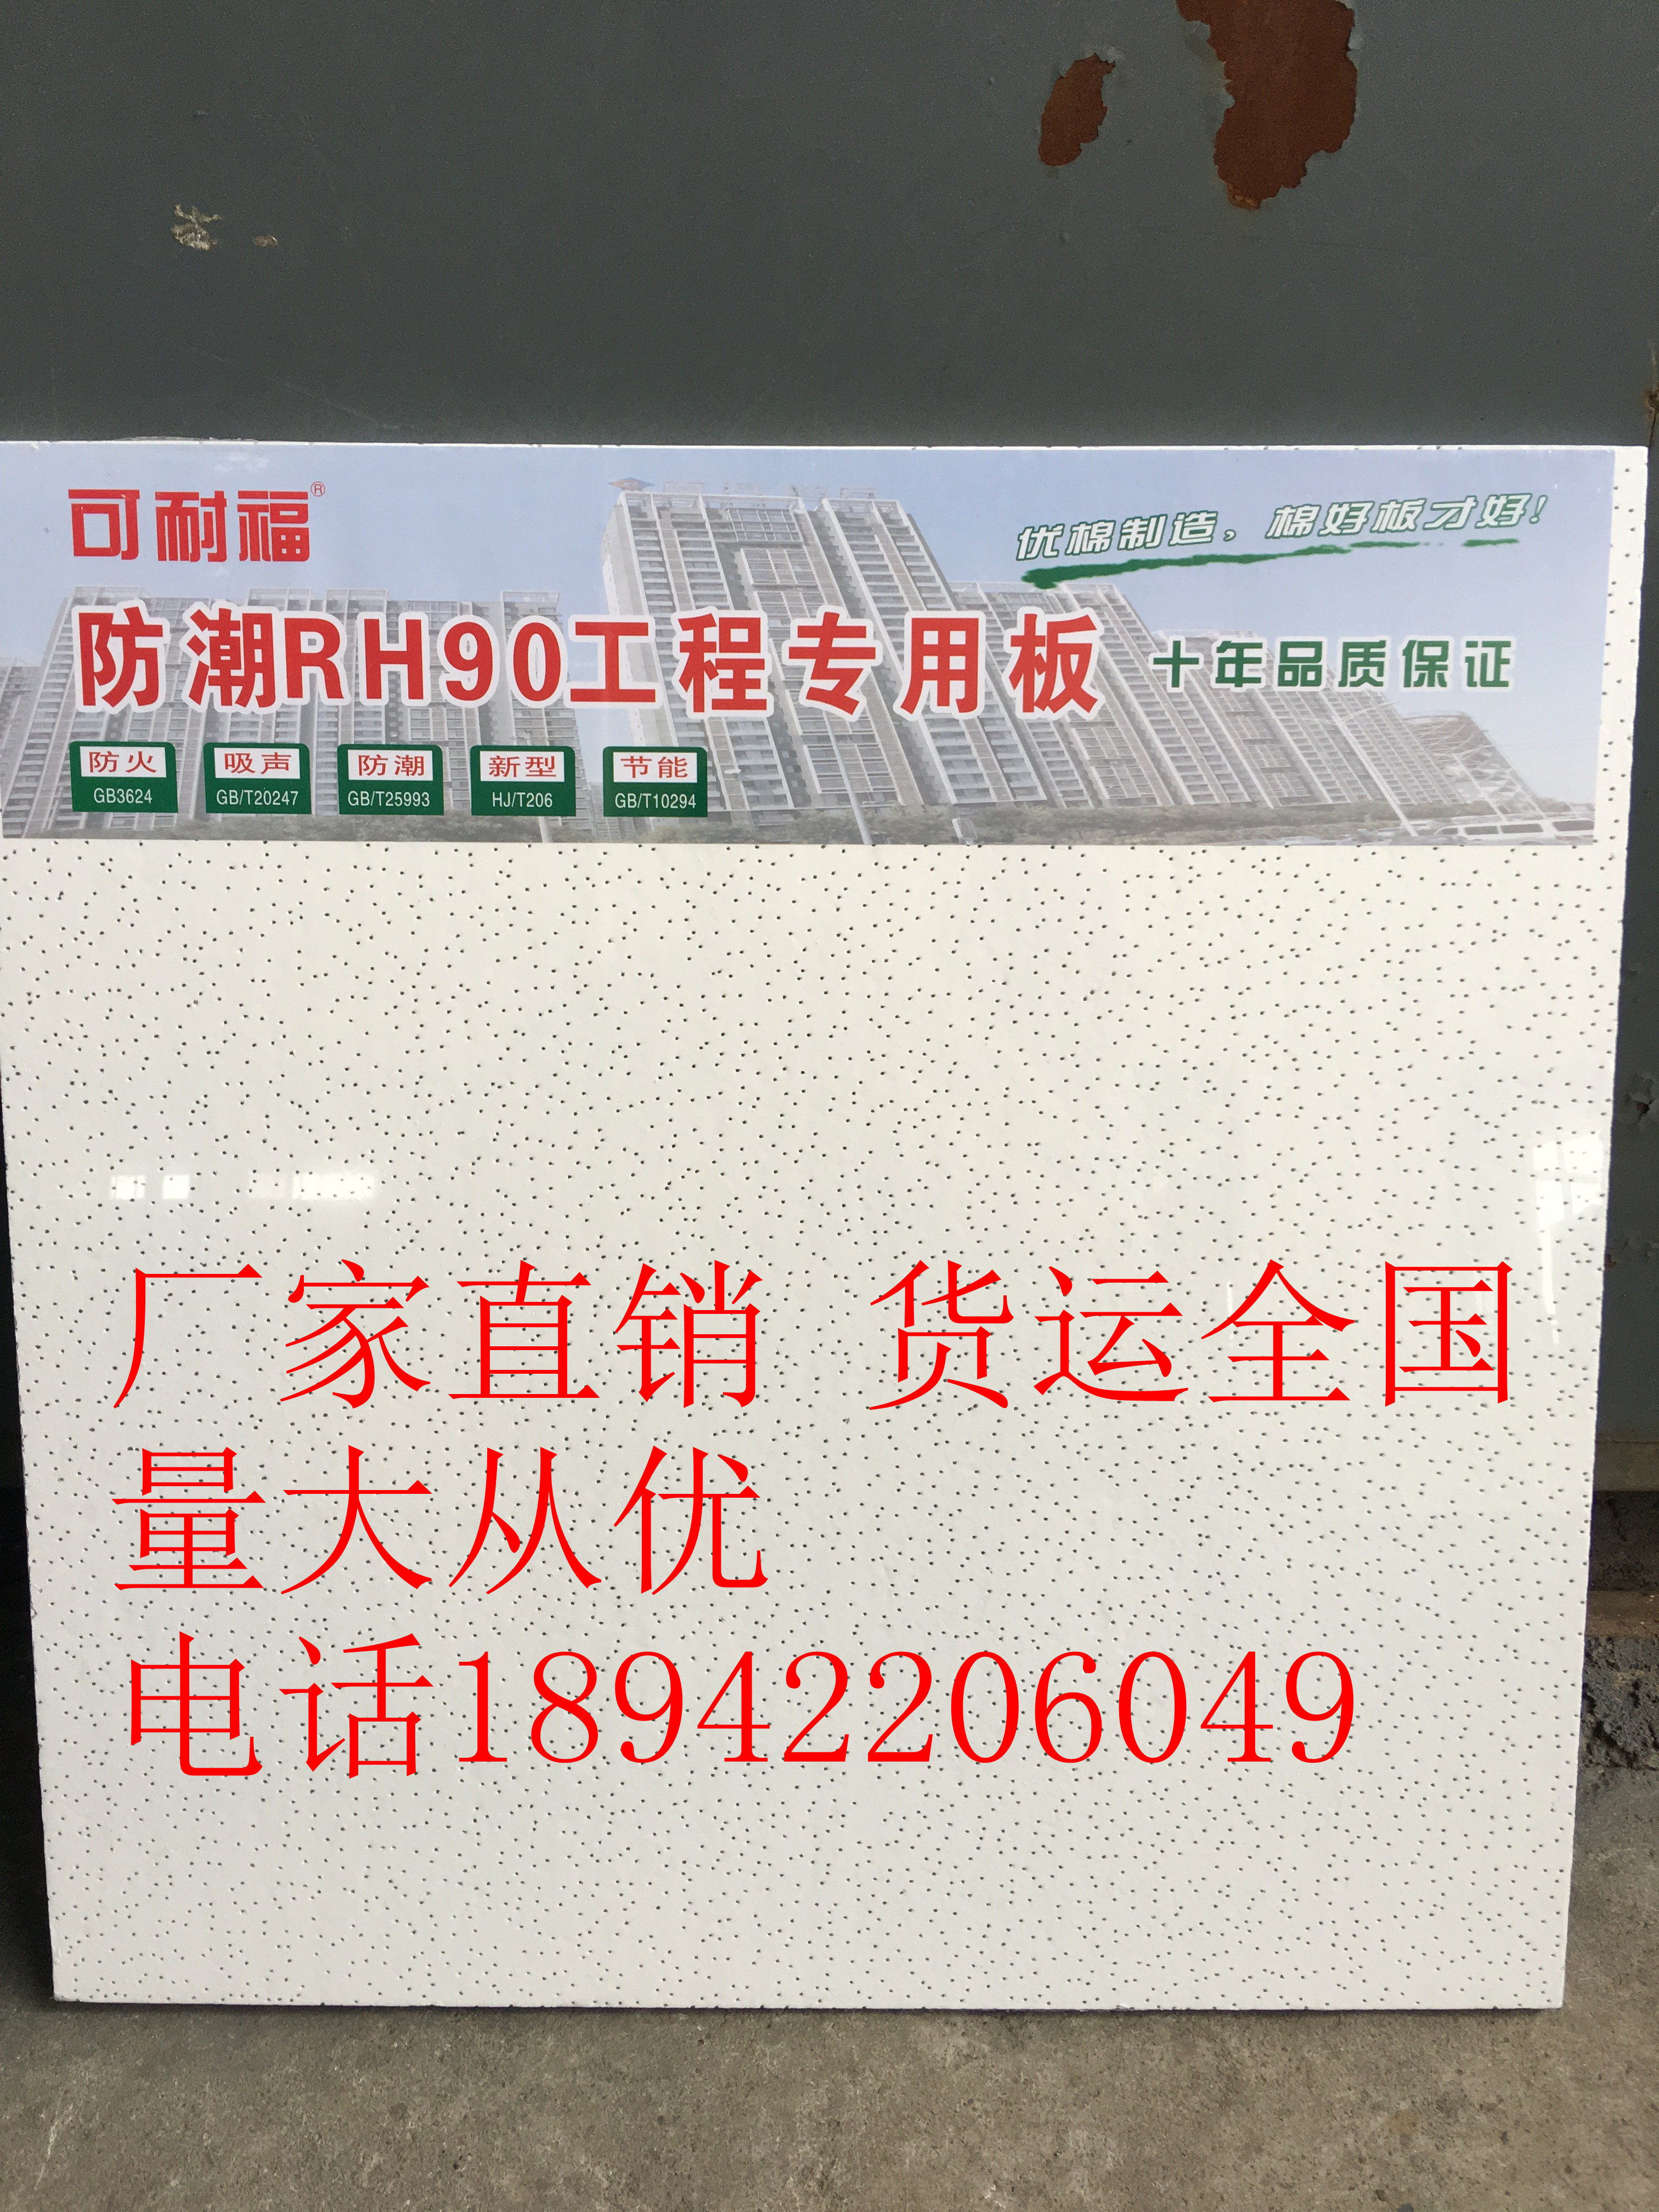 可耐福®
优棉制造，棉好板才好！
防潮RH90工程专用板 十年品质保证
防火 吸声 防潮 新型 节能
GB3624 GB/T20247 GB/T25993 HJ/T206 GB/T10294
厂家直销 货运全国
量大从优
电话18942206049